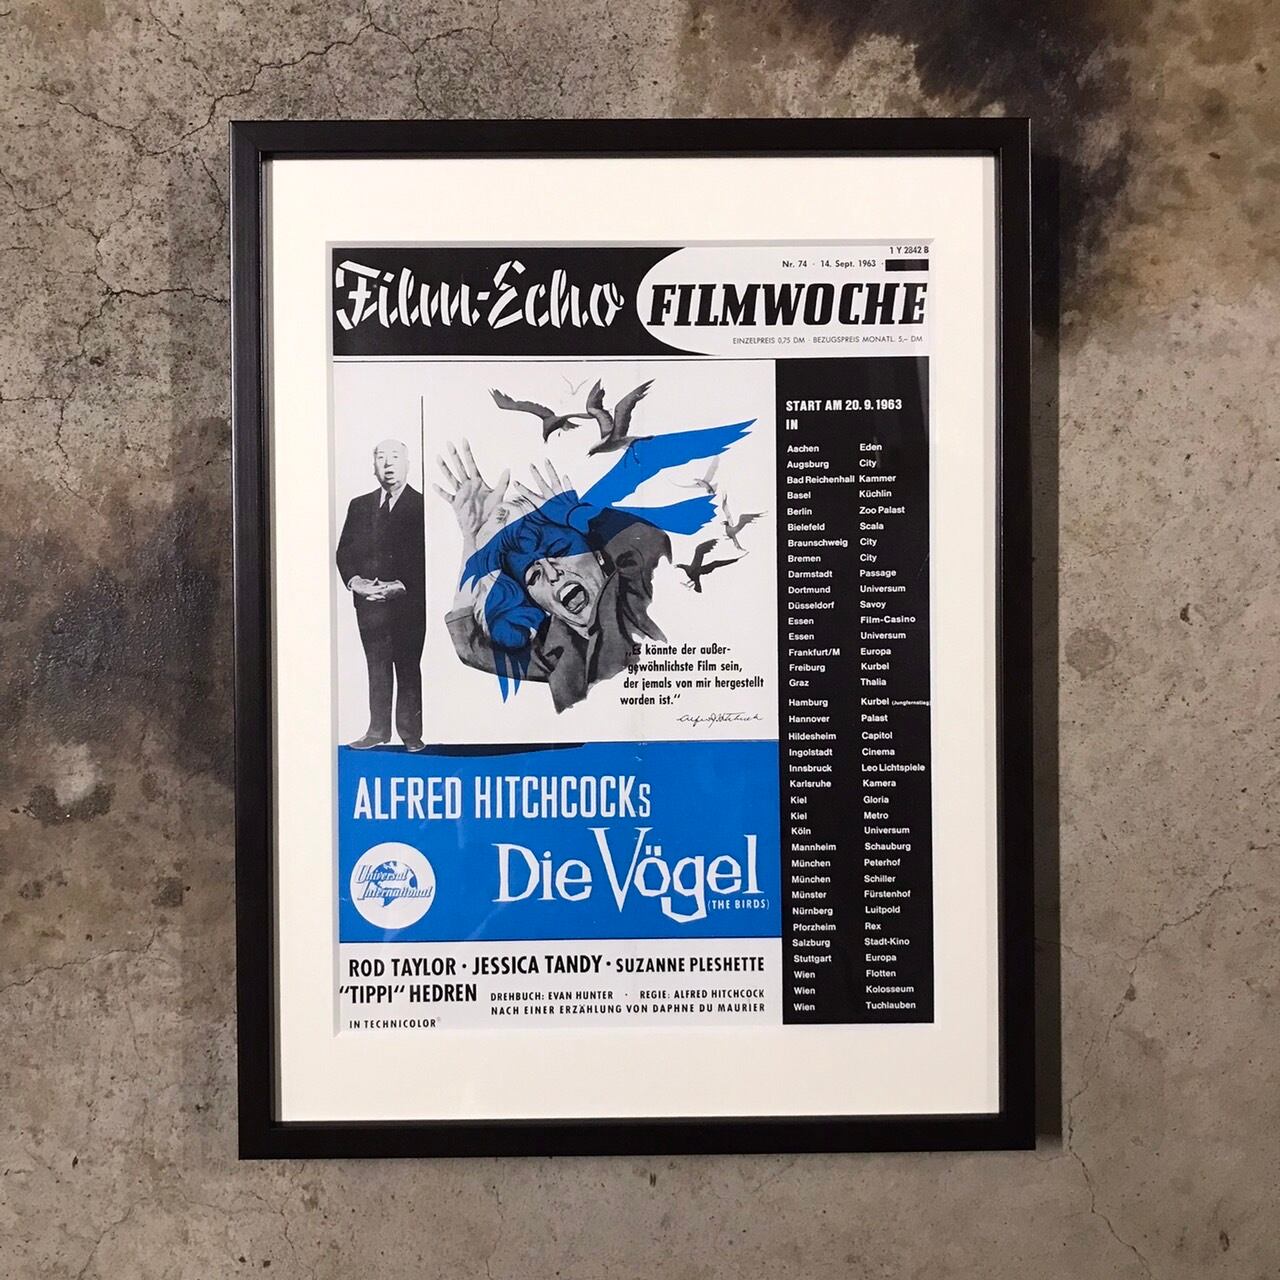 1 Y 2842 B
Nr. 74 · 14. Sept. 1963 ·
Film-Echo FILMWOCHE
EINZELPREIS 0,75 DM · BEZUGSPREIS MONATL. 5,– DM
„Es könnte der außer-
gewöhnlichste Film sein,
der jemals von mir hergestellt
worden ist.“
Alfred Hitchcock
ALFRED HITCHCOCKs
Die Vögel
(THE BIRDS)
Universal
International
ROD TAYLOR · JESSICA TANDY · SUZANNE PLESHETTE
“TIPPI“ HEDREN
DREHBUCH: EVAN HUNTER · REGIE: ALFRED HITCHCOCK
NACH EINER ERZÄHLUNG VON DAPHNE DU MAURIER
IN TECHNICOLOR®
START AM 20. 9. 1963
IN
Aachen Eden
Augsburg City
Bad Reichenhall Kammer
Basel Küchlin
Berlin Zoo Palast
Bielefeld Scala
Braunschweig City
Bremen City
Darmstadt Passage
Dortmund Universum
Düsseldorf Savoy
Essen Film-Casino
Essen Universum
Frankfurt/M Europa
Freiburg Kurbel
Graz Thalia
Hamburg Kurbel (Jungfernstieg)
Hannover Palast
Hildesheim Capitol
Ingolstadt Cinema
Innsbruck Leo Lichtspiele
Karlsruhe Kamera
Kiel Gloria
Kiel Metro
Köln Universum
Mannheim Schauburg
München Peterhof
München Schiller
Münster Fürstenhof
Nürnberg Luitpold
Pforzheim Rex
Salzburg Stadt-Kino
Stuttgart Europa
Wien Flotten
Wien Kolosseum
Wien Tuchlauben